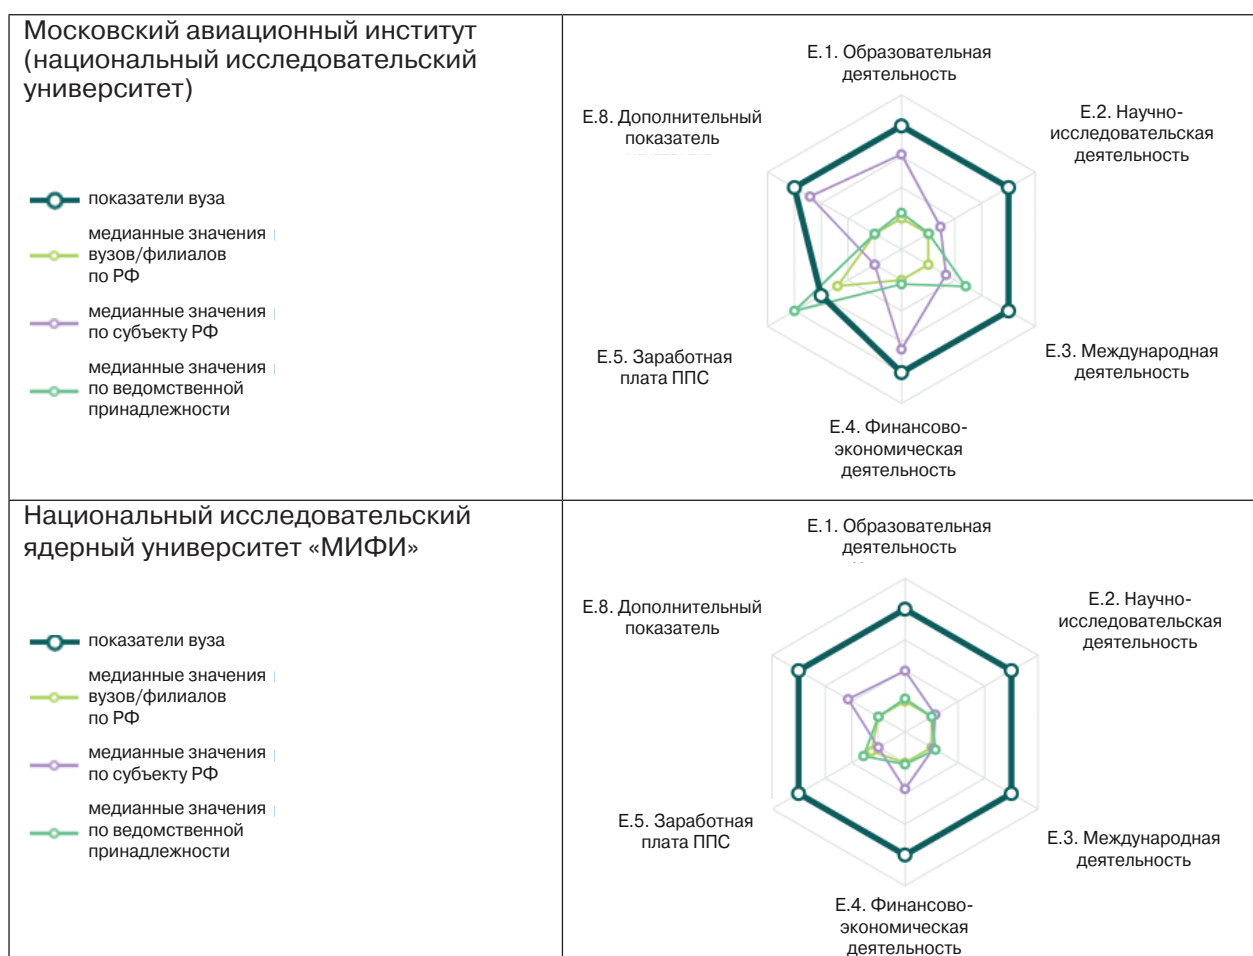 Московский авиационный институт
(национальный исследовательский
университет)
показатели вуза
медианные значения
вузов/филиалов
по РФ
медианные значения
по субъекту РФ
медианные значения
по ведомственной
принадлежности
Е.1. Образовательная
деятельность
Е.2. Научно-
исследовательская
деятельность
Е.3. Международная
деятельность
Е.4. Финансово-
экономическая
деятельность
Е.5. Заработная
плата ППС
Е.8. Дополнительный
показатель
Национальный исследовательский
ядерный университет «МИФИ»
показатели вуза
медианные значения
вузов/филиалов
по РФ
медианные значения
по субъекту РФ
медианные значения
по ведомственной
принадлежности
Е.1. Образовательная
деятельность
Е.2. Научно-
исследовательская
деятельность
Е.3. Международная
деятельность
Е.4. Финансово-
экономическая
деятельность
Е.5. Заработная
плата ППС
Е.8. Дополнительный
показатель